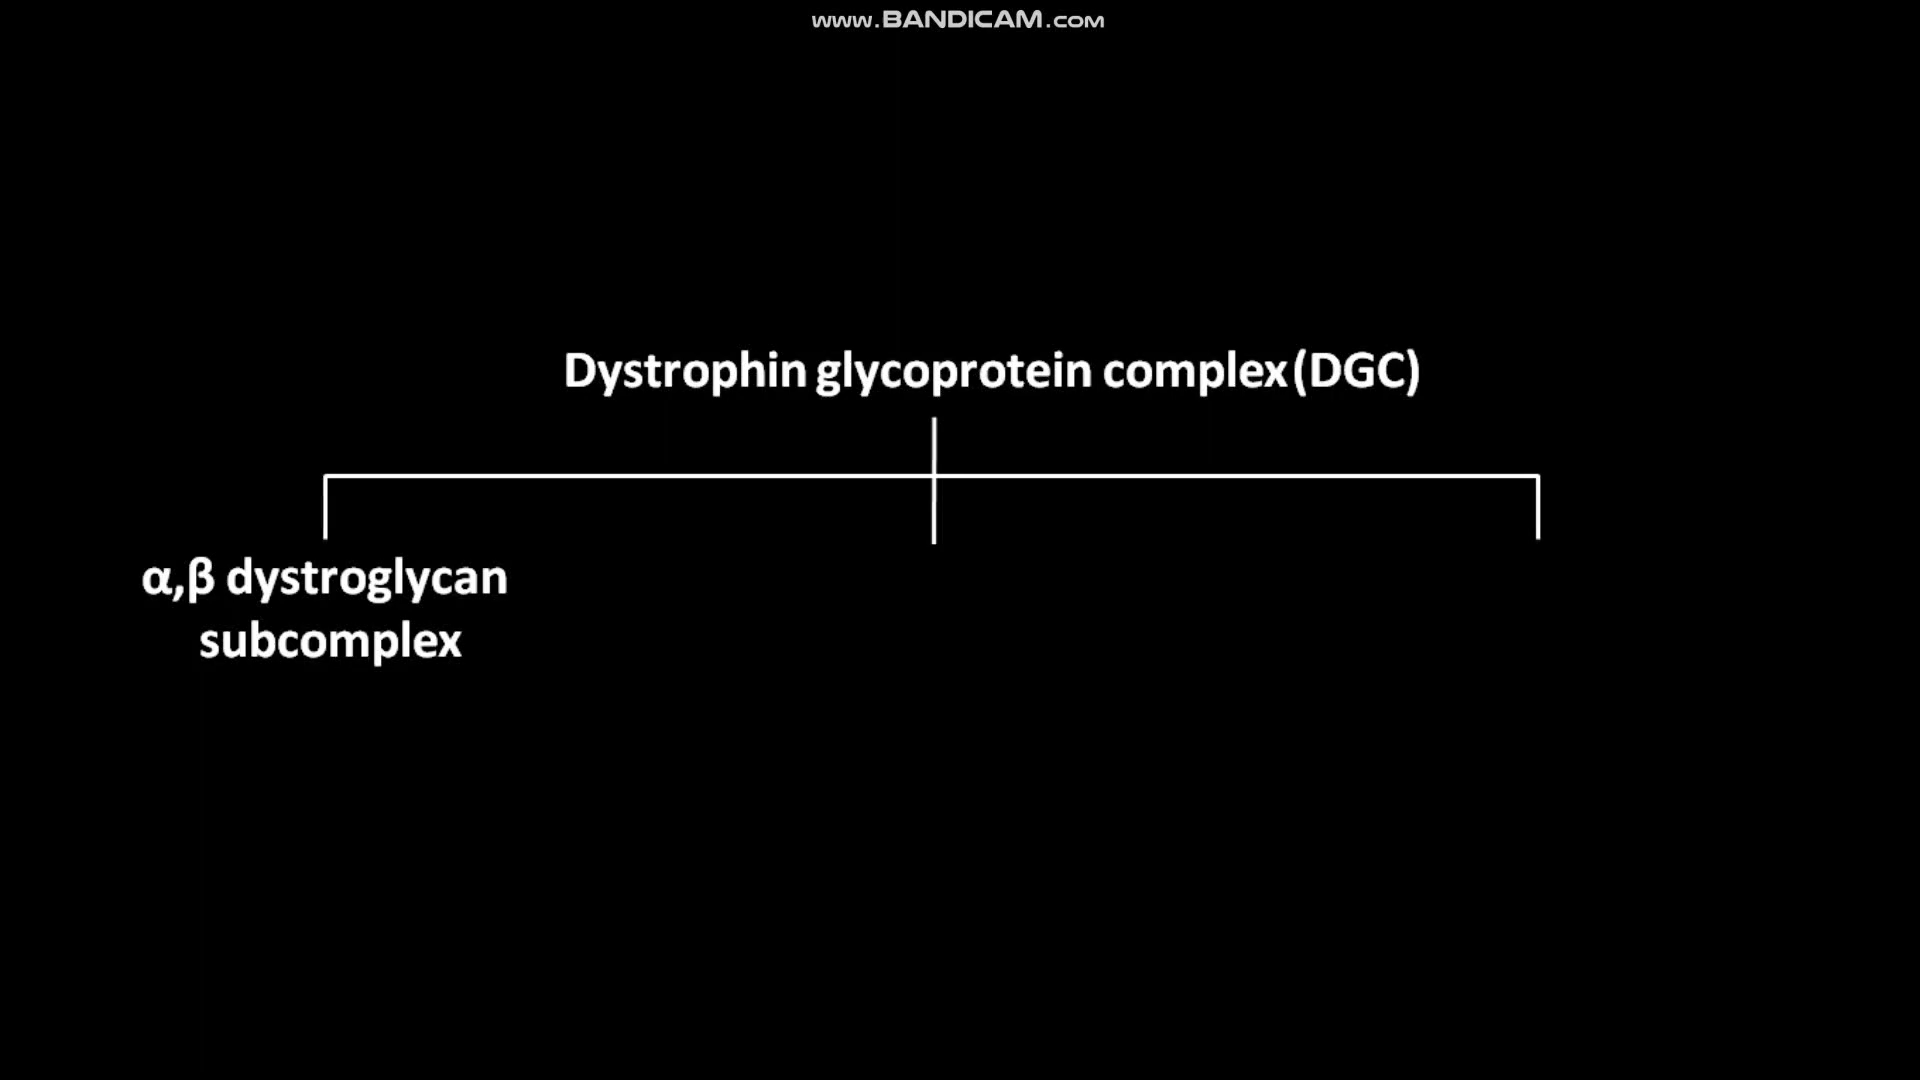 www.BANDICAM.com
Dystrophin glycoprotein complex (DGC)
α,β dystroglycan
subcomplex